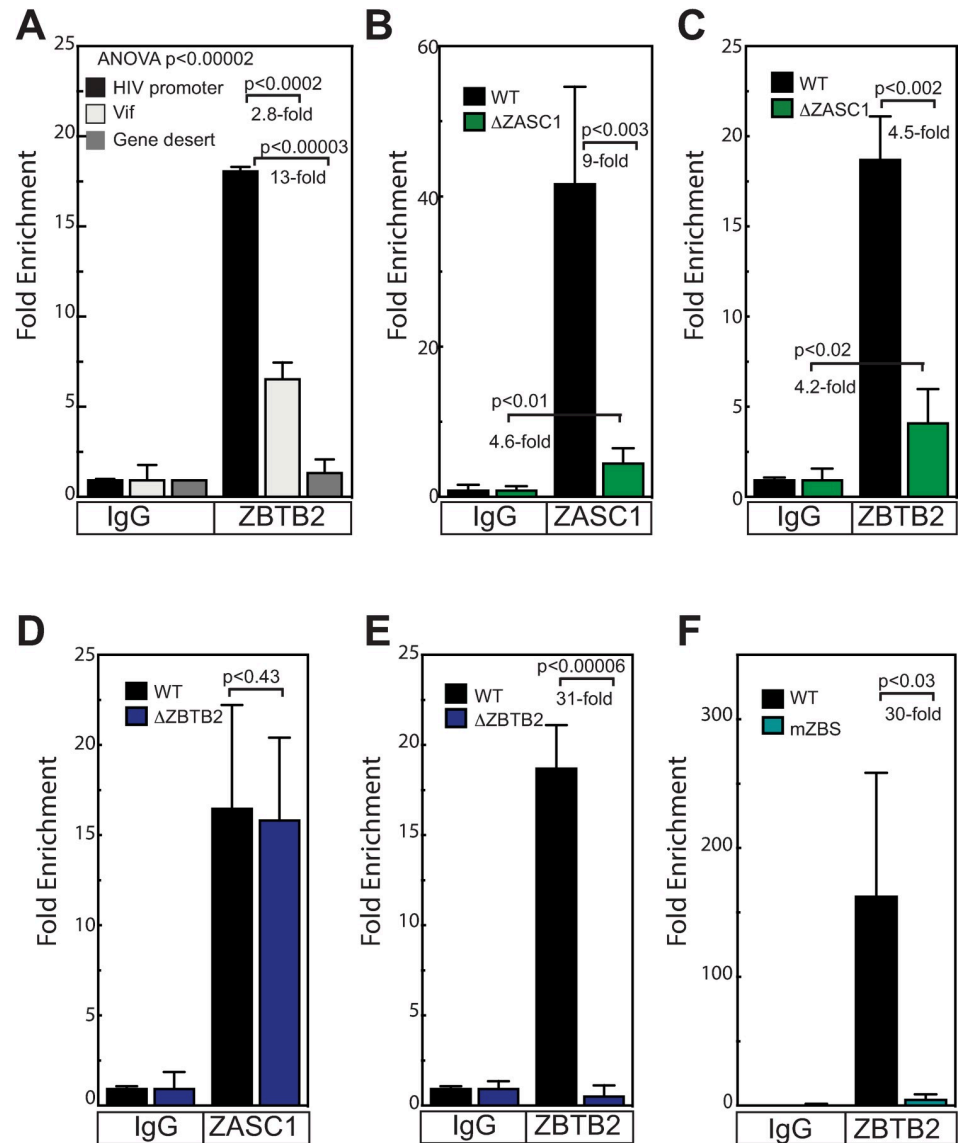 A
25
20
15
10
5
0
Fold Enrichment
ANOVA p<0.00002
HIV promoter
Vif
Gene desert
p<0.0002
2.8-fold
p<0.00003
13-fold
IgG
ZBTB2
B
60
40
20
0
Fold Enrichment
WT
ΔZASC1
p<0.003
9-fold
p<0.01
4.6-fold
IgG
ZASC1
C
25
20
15
10
5
0
Fold Enrichment
WT
ΔZASC1
p<0.002
4.5-fold
p<0.02
4.2-fold
IgG
ZBTB2
D
25
20
15
10
5
0
Fold Enrichment
WT
ΔZBTB2
p<0.43
IgG
ZASC1
E
25
20
15
10
5
0
Fold Enrichment
WT
ΔZBTB2
p<0.00006
31-fold
IgG
ZBTB2
F
300
200
100
0
Fold Enrichment
WT
mZBS
p<0.03
30-fold
IgG
ZBTB2